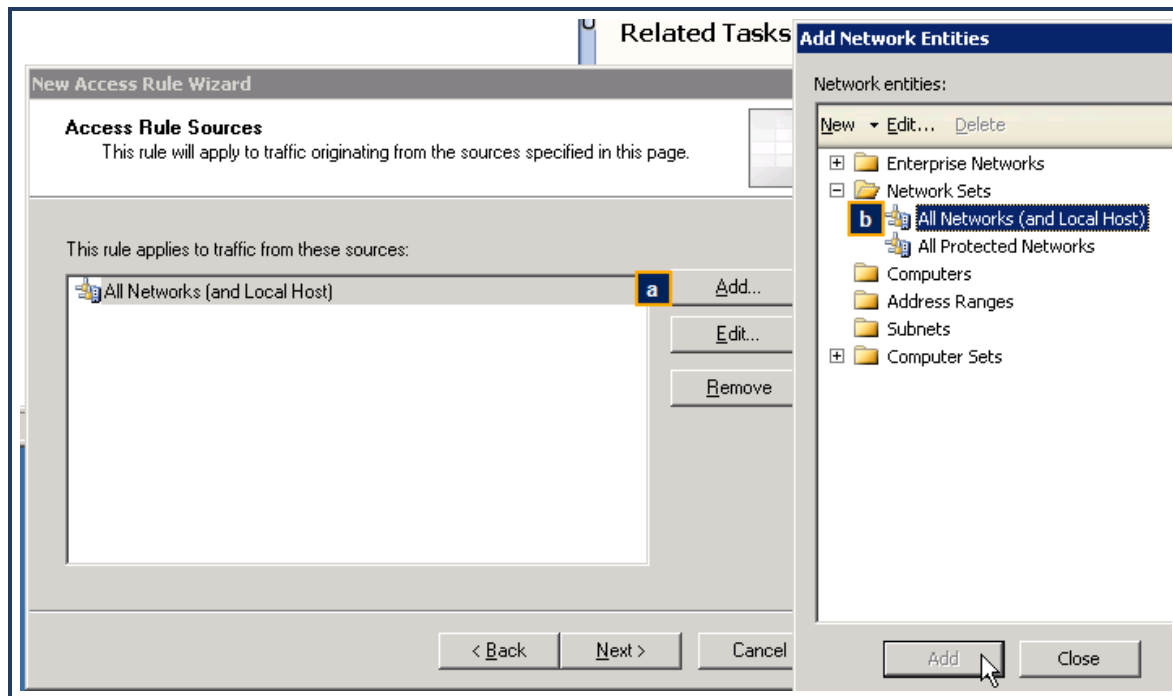 Related Tasks
New Access Rule Wizard
Access Rule Sources
This rule will apply to traffic originating from the sources specified in this page.
This rule applies to traffic from these sources:
All Networks (and Local Host)
a
Add...
Edit...
Remove
< Back
Next >
Cancel
Add Network Entities
Network entities:
New Edit... Delete
Enterprise Networks
Network Sets
b All Networks (and Local Host)
All Protected Networks
Computers
Address Ranges
Subnets
Computer Sets
Add Close